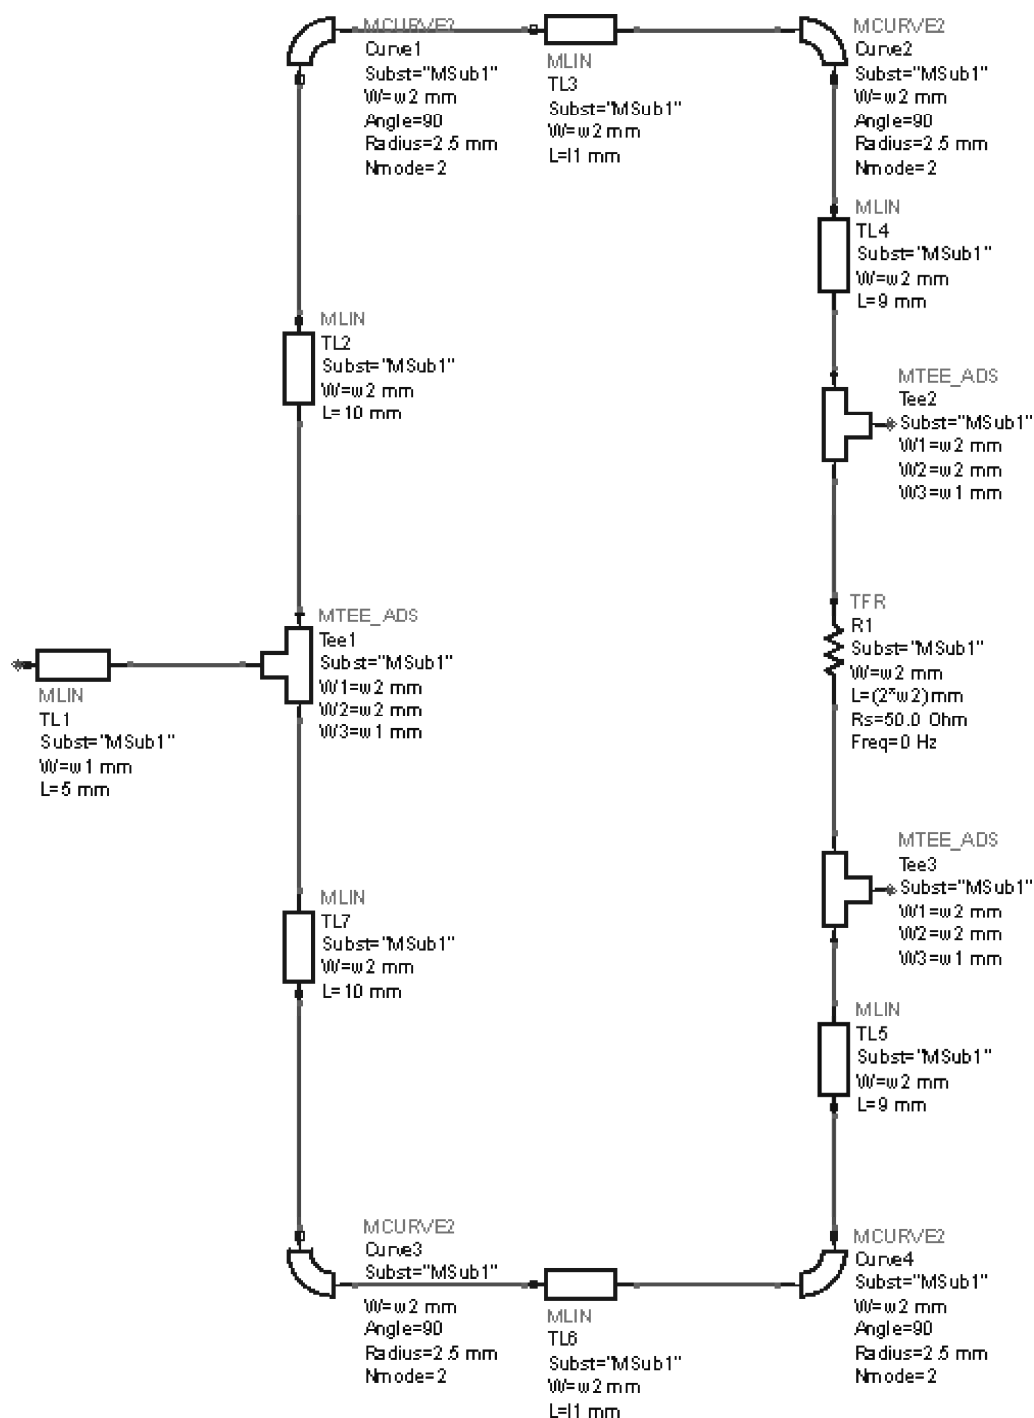 MCURVE2
Curve1
Subst="MSub1"
W=w2 mm
Angle=90
Radius=2.5 mm
Nmode=2
MLIN
TL3
Subst="MSub1"
W=w2 mm
L=l1 mm
MCURVE2
Curve2
Subst="MSub1"
W=w2 mm
Angle=90
Radius=2.5 mm
Nmode=2
MLIN
TL4
Subst="MSub1"
W=w2 mm
L=9 mm
MLIN
TL2
Subst="MSub1"
W=w2 mm
L=10 mm
MTEE_ADS
Tee2
Subst="MSub1"
W1=w2 mm
W2=w2 mm
W3=w1 mm
MTEE_ADS
Tee1
Subst="MSub1"
W1=w2 mm
W2=w2 mm
W3=w1 mm
TFR
R1
Subst="MSub1"
W=w2 mm
L=(2*w2) mm
Rs=50.0 Ohm
Freq=0 Hz
MLIN
TL1
Subst="MSub1"
W=w1 mm
L=5 mm
MTEE_ADS
Tee3
Subst="MSub1"
W1=w2 mm
W2=w2 mm
W3=w1 mm
MLIN
TL7
Subst="MSub1"
W=w2 mm
L=10 mm
MLIN
TL5
Subst="MSub1"
W=w2 mm
L=9 mm
MCURVE2
Curve3
Subst="MSub1"
W=w2 mm
Angle=90
Radius=2.5 mm
Nmode=2
MLIN
TL6
Subst="MSub1"
W=w2 mm
L=l1 mm
MCURVE2
Curve4
Subst="MSub1"
W=w2 mm
Angle=90
Radius=2.5 mm
Nmode=2